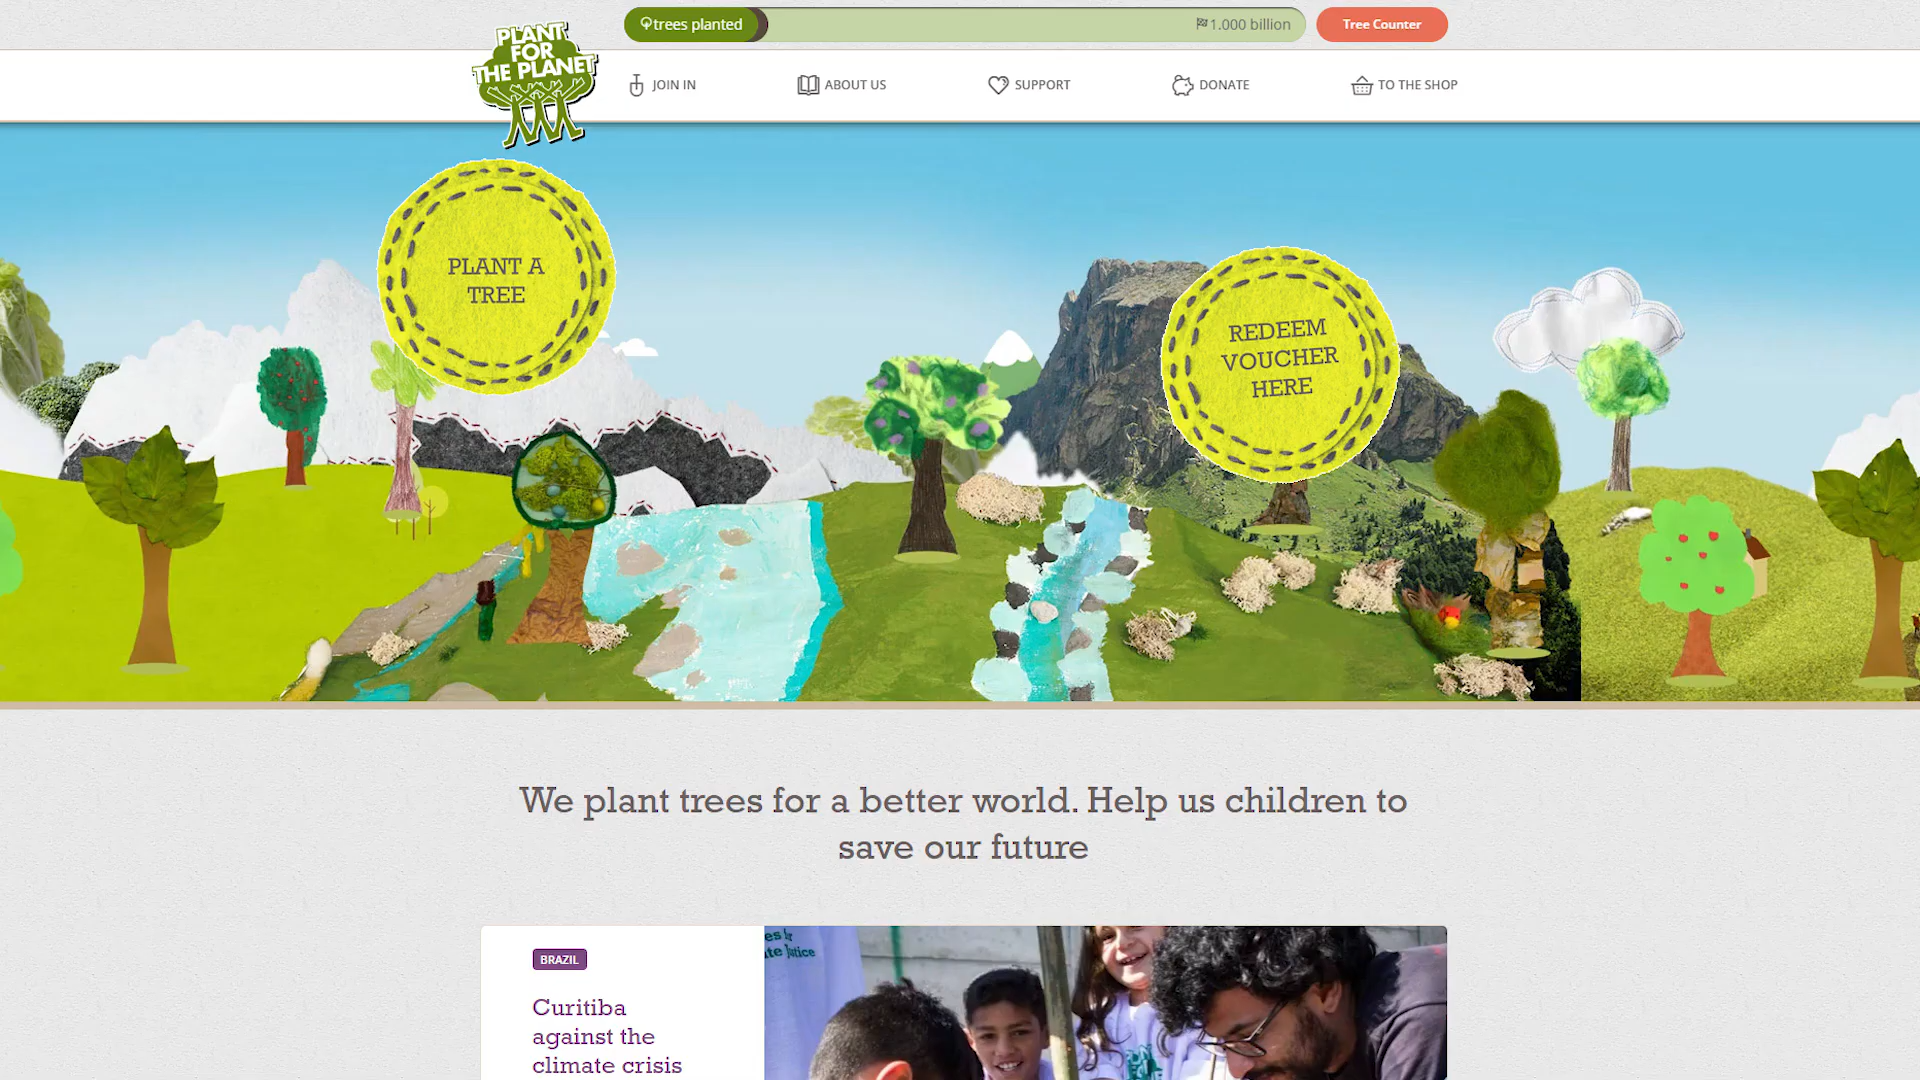 trees planted
1.000 billion
Tree Counter
PLANT
FOR
THE PLANET
JOIN IN
ABOUT US
SUPPORT
DONATE
TO THE SHOP
PLANT A
TREE
REDEEM
VOUCHER
HERE
We plant trees for a better world. Help us children to
save our future
BRAZIL
Curitiba
against the
climate crisis